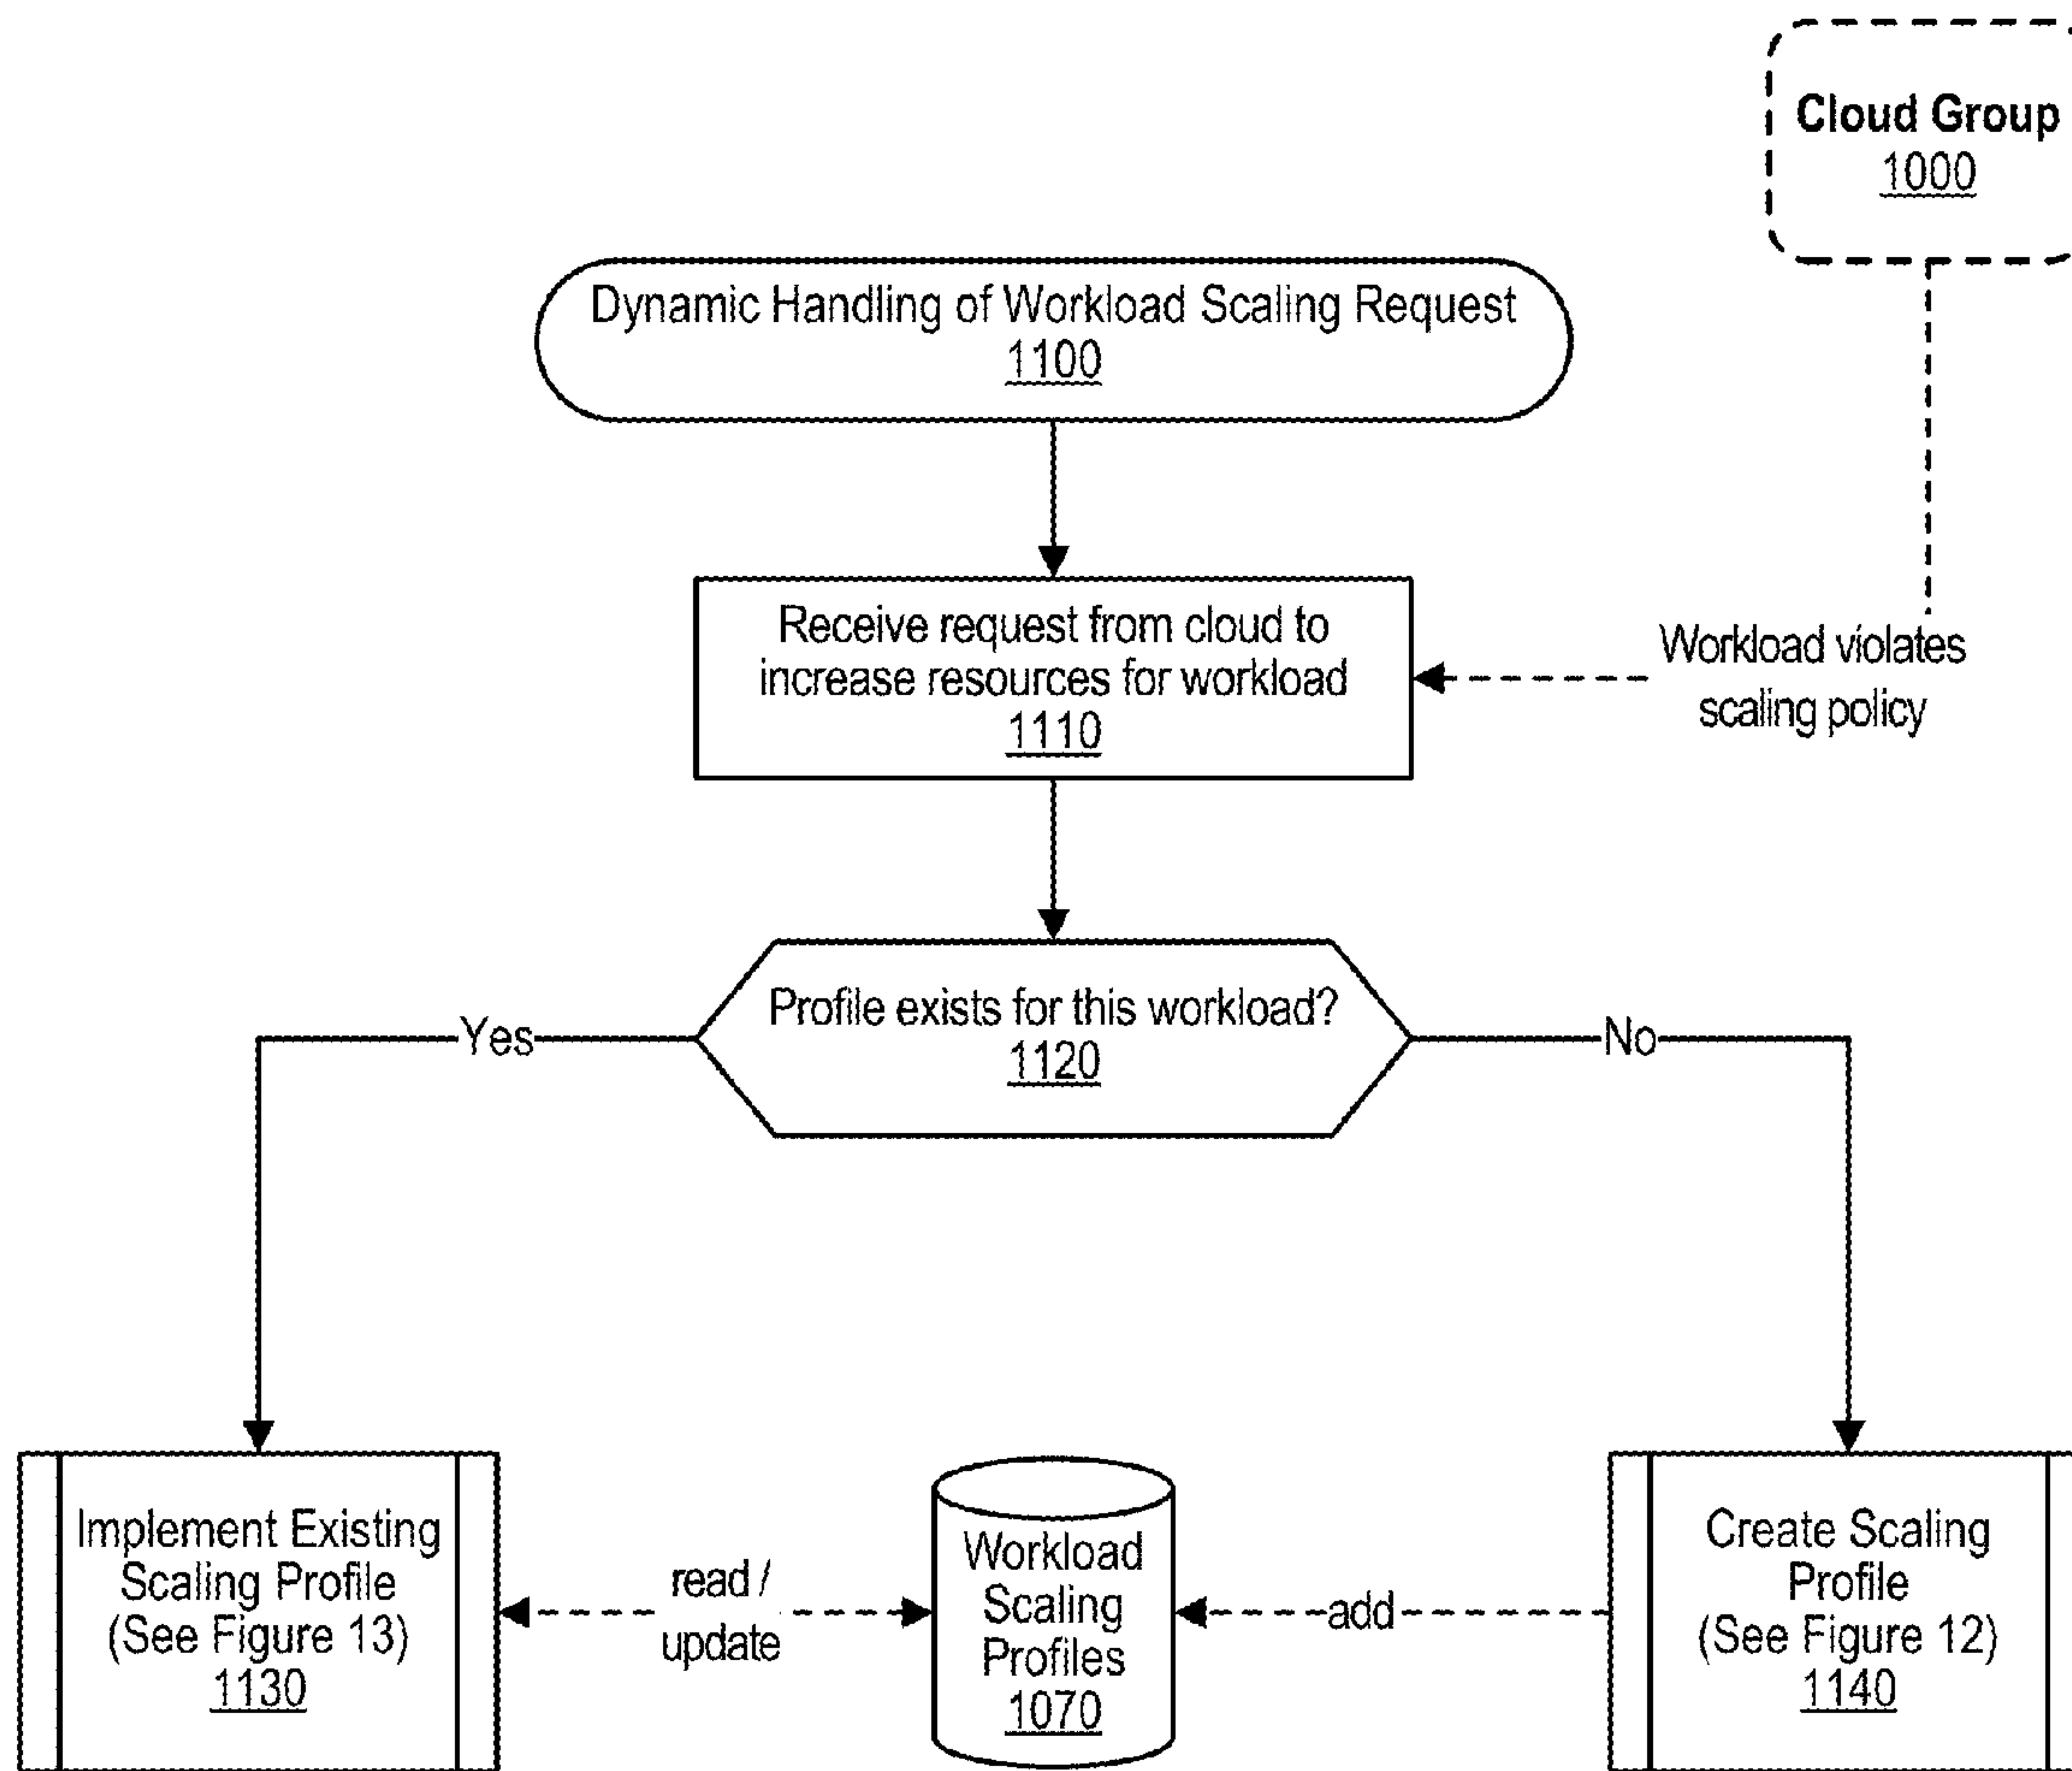 Cloud Group
1000
Dynamic Handling of Workload Scaling Request
1100
Receive request from cloud to
increase resources for workload
1110
Workload violates
scaling policy
Profile exists for this workload?
1120
Yes
No
Implement Existing
Scaling Profile
(See Figure 13)
1130
read /
update
Workload
Scaling
Profiles
1070
add
Create Scaling
Profile
(See Figure 12)
1140